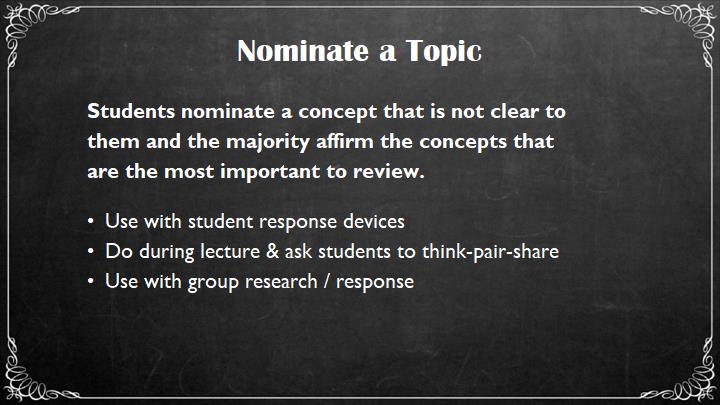 Nominate a Topic
Students nominate a concept that is not clear to
them and the majority affirm the concepts that
are the most important to review.
• Use with student response devices
• Do during lecture & ask students to think-pair-share
• Use with group research / response